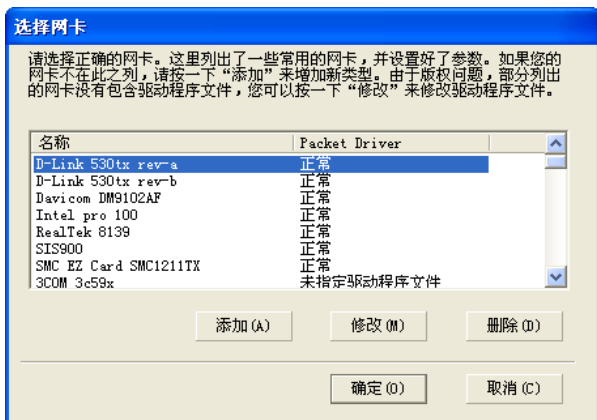 选择网卡
请选择正确的网卡。这里列出了一些常用的网卡，并设置好了参数。如果您的
网卡不在此之列，请按一下“添加”来增加新类型。由于版权问题，部分列出
的网卡没有包含驱动程序文件，您可以按一下“修改”来修改驱动程序文件。
名称 Packet Driver
D-Link 530tx rev-a 正常
D-Link 530tx rev-b 正常
Davicom DM9102AF 正常
Intel pro 100 正常
RealTek 8139 正常
SIS900 正常
SMC EZ Card SMC1211TX 正常
3COM 3c59x 未指定驱动程序文件
添加(A) 修改(M) 删除(D)
确定(O) 取消(C)